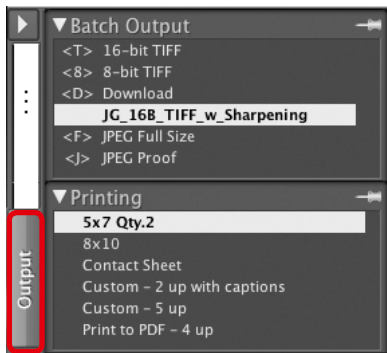 Batch Output
<T> 16-bit TIFF
<8> 8-bit TIFF
<D> Download
JG_16B_TIFF_w_Sharpening
<F> JPEG Full Size
<J> JPEG Proof
Printing
5x7 Qty.2
8x10
Contact Sheet
Custom – 2 up with captions
Custom – 5 up
Print to PDF – 4 up
Output